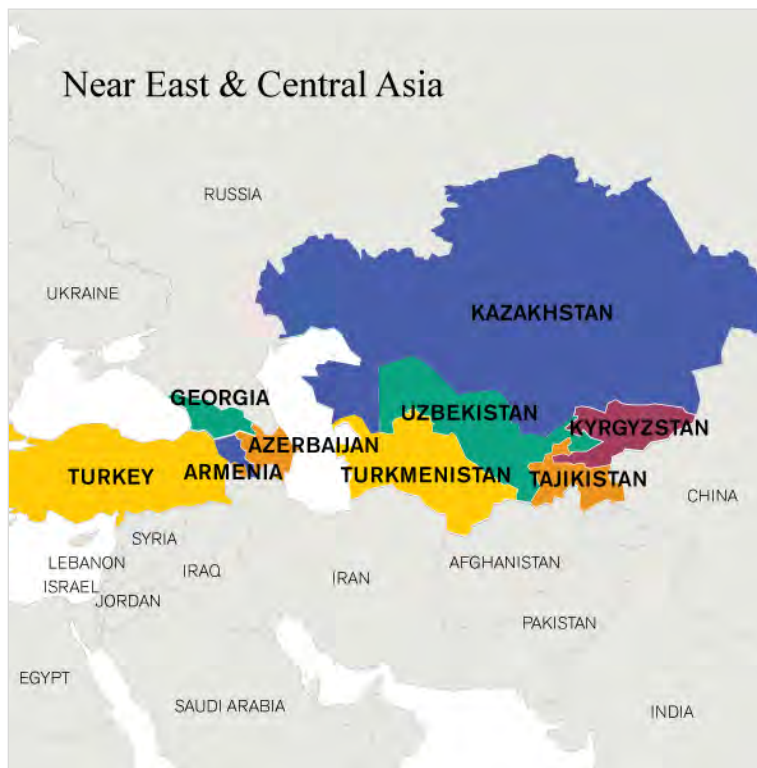 Near East & Central Asia
RUSSIA
UKRAINE
KAZAKHSTAN
GEORGIA
UZBEKISTAN
KYRGYZSTAN
AZERBAIJAN
ARMENIA
TURKEY
TURKMENISTAN
TAJIKISTAN
CHINA
SYRIA
LEBANON
IRAQ
IRAN
AFGHANISTAN
ISRAEL
JORDAN
PAKISTAN
EGYPT
SAUDI ARABIA
INDIA